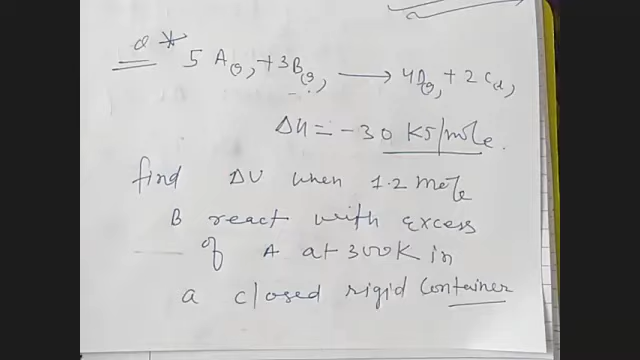 Q * 5 A(g) + 3B(g) ⟶ 4D(g) + 2C(l)
ΔH = -30 KJ/mole.
find ΔU when 1.2 mole
B react with excess
of A at 300K in
a closed rigid container